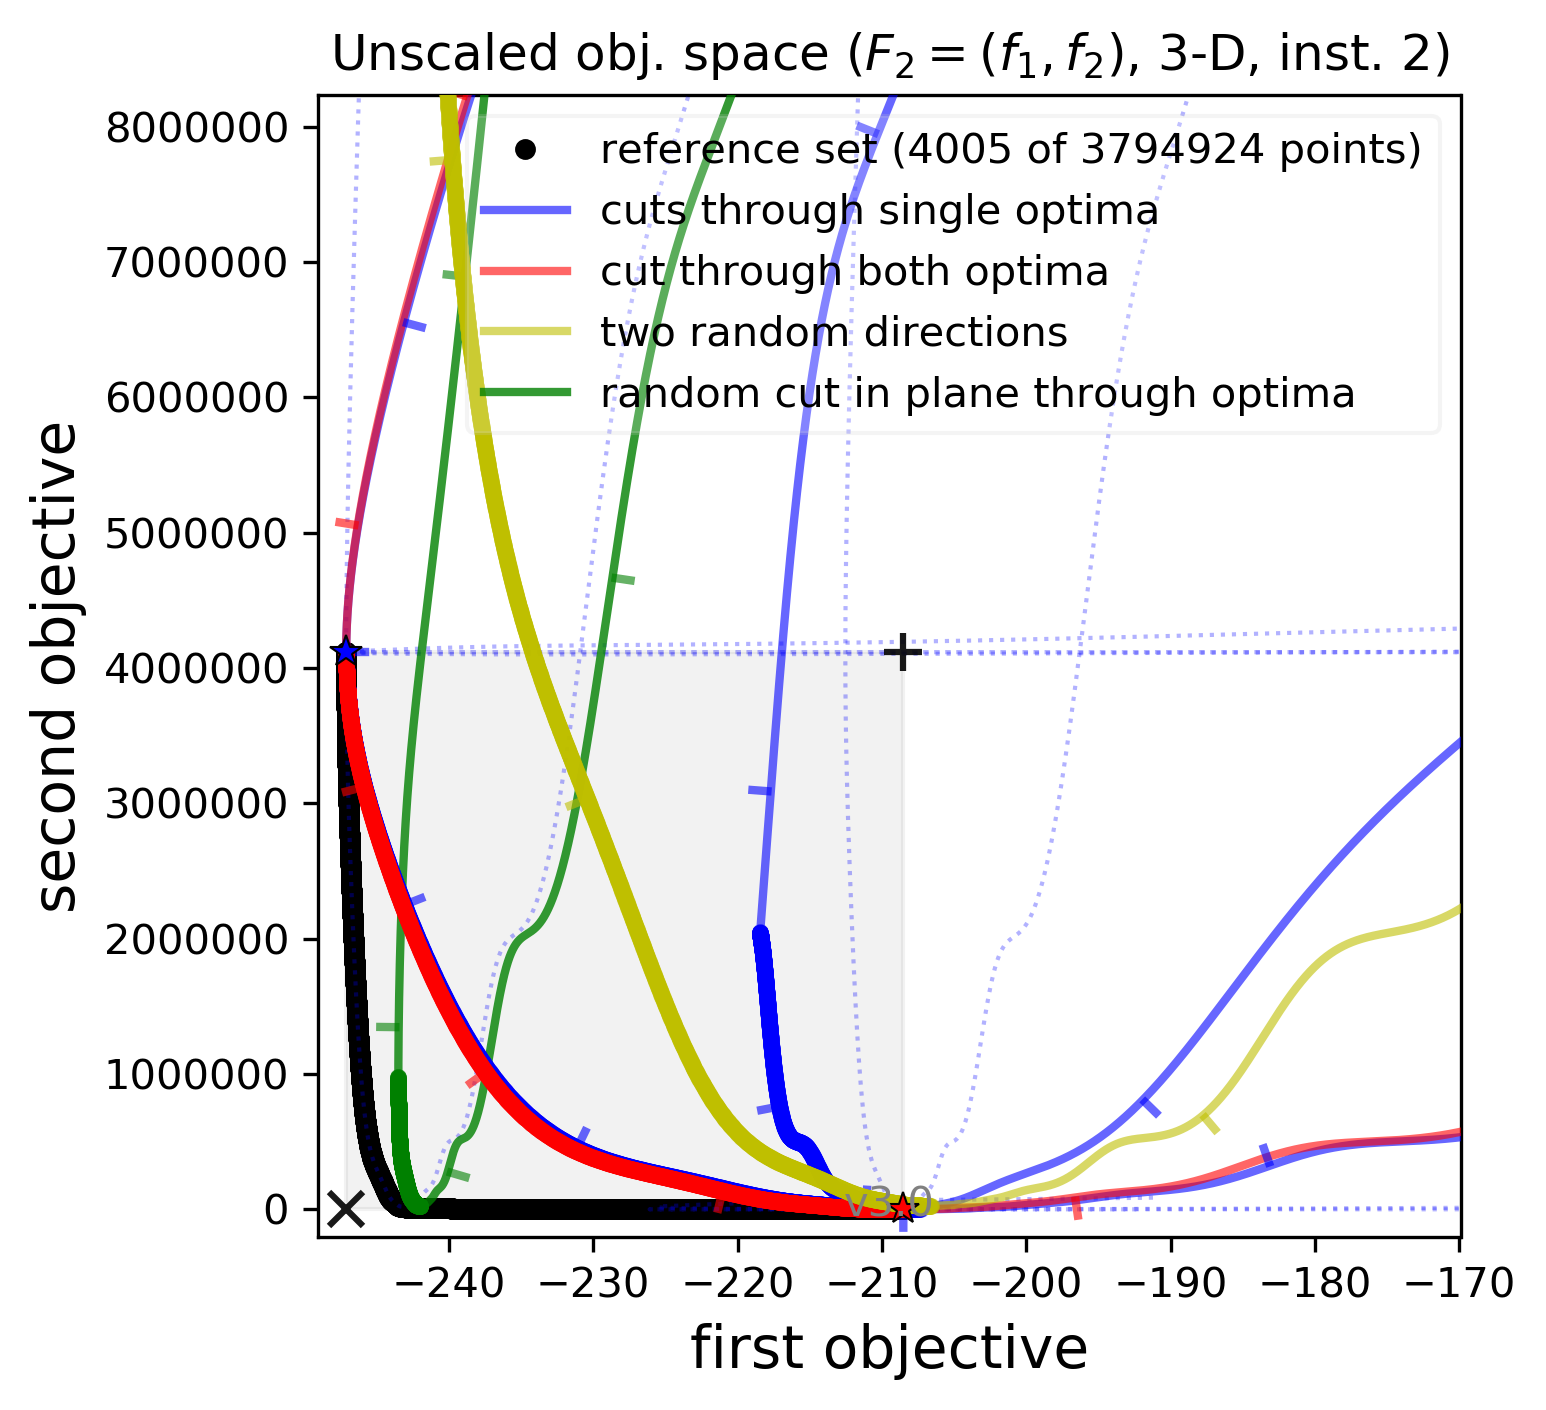 Unscaled obj. space (F₂ = (f₁, f₂), 3-D, inst. 2)
reference set (4005 of 3794924 points)
cuts through single optima
cut through both optima
two random directions
random cut in plane through optima
second objective
8000000
7000000
6000000
5000000
4000000
3000000
2000000
1000000
0
v3.0
−240 −230 −220 −210 −200 −190 −180 −170
first objective